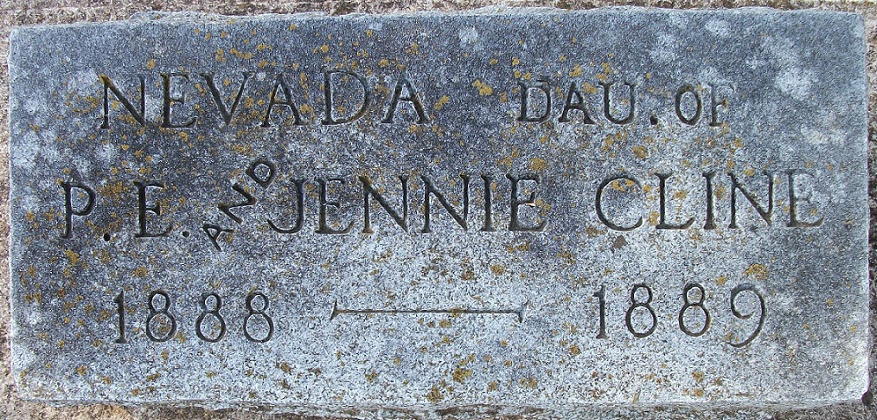 NEVADA DAU. OF
P. E. AND JENNIE CLINE
1888 — 1889